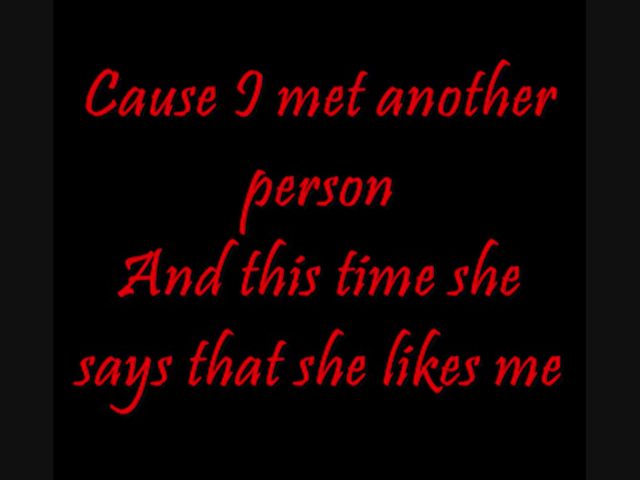 Cause I met another
person
And this time she
says that she likes me